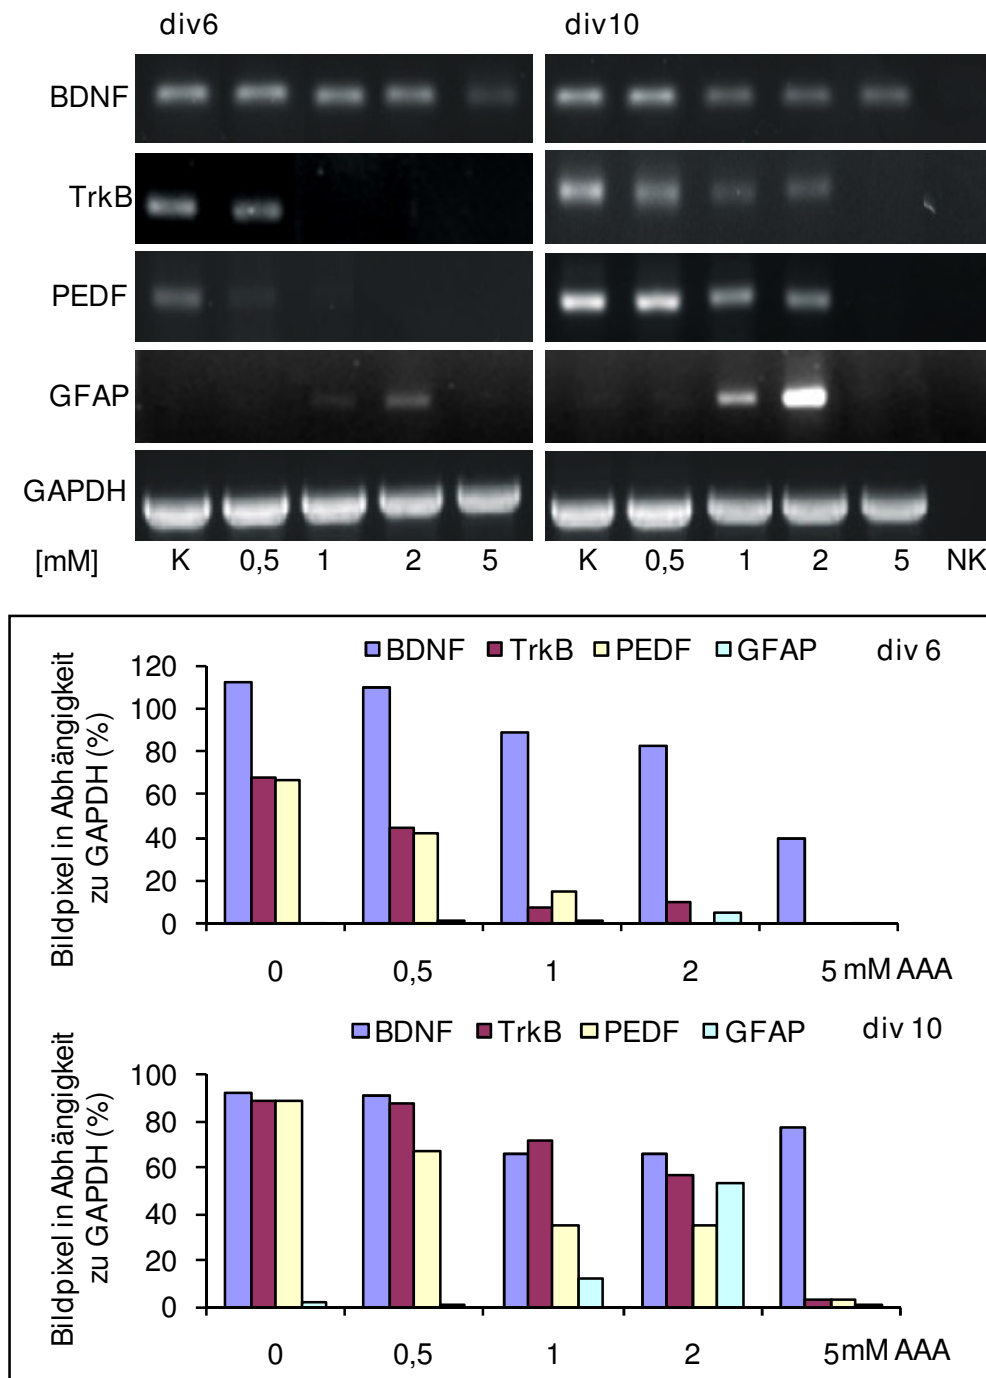 div6
div10
BDNF
TrkB
PEDF
GFAP
GAPDH
[mM] K 0,5 1 2 5 K 0,5 1 2 5 NK
BDNF TrkB PEDF GFAP div 6
Bildpixel in Abhängigkeit
zu GAPDH (%)
120
100
80
60
40
20
0
0 0,5 1 2 5 mM AAA
BDNF TrkB PEDF GFAP div 10
Bildpixel in Abhängigkeit
zu GAPDH (%)
100
80
60
40
20
0
0 0,5 1 2 5 mM AAA